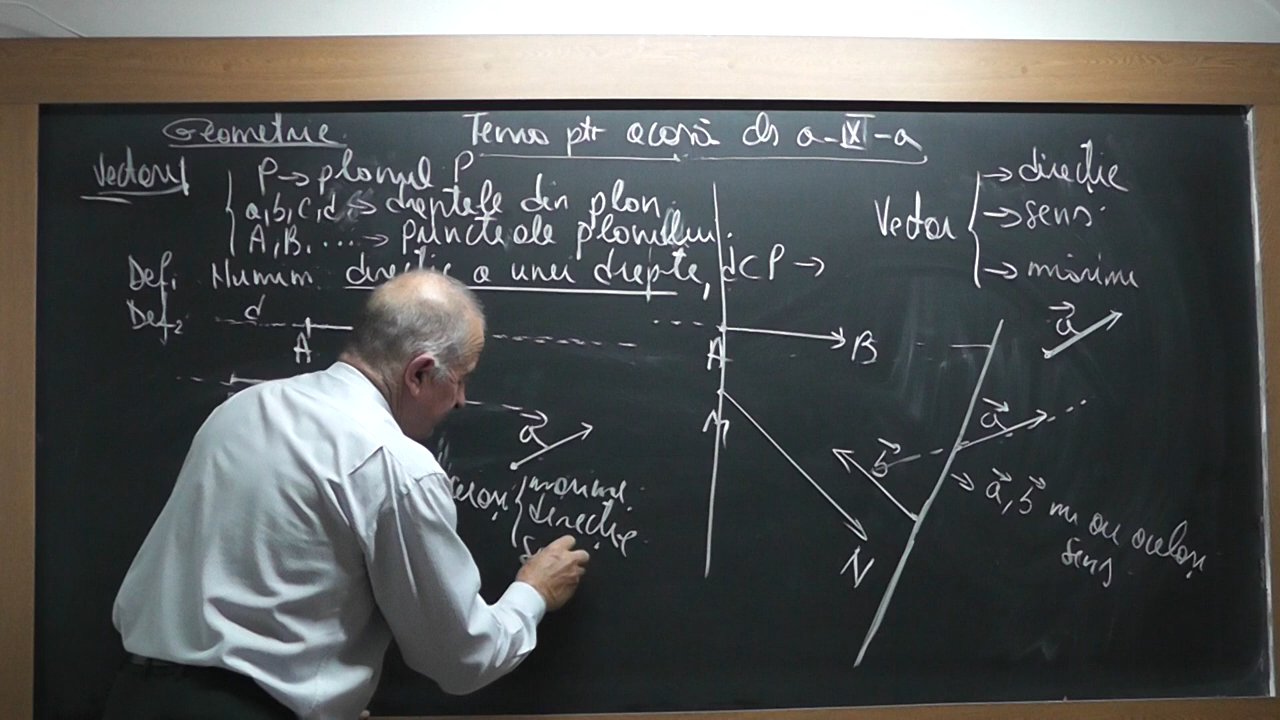 Geometrie
Tema ptr acasă cls a-IX-a
Vectori
P → planul P
a, b, c, d → dreptele din plan
A, B, ... → punctele planului.
Def₁ Numim direcție a unei drepte, d⊂P →
Def₂ d
A
a⃗
mărime
direcție
A
B
M
N
Vector
→ direcție
→ sens
→ mărime
a⃗
a⃗
b⃗
→ a⃗, b⃗ nu au același
sens